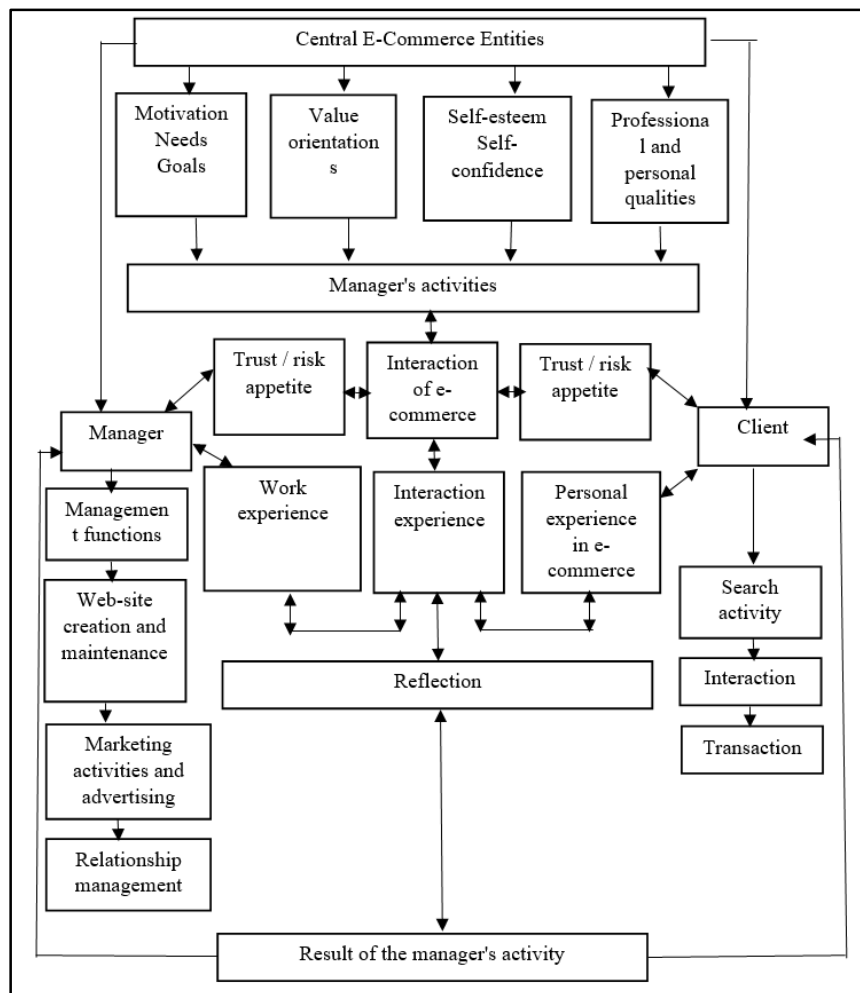 Central E-Commerce Entities
Motivation
Needs
Goals
Value
orientation
s
Self-esteem
Self-
confidence
Professiona
l and
personal
qualities
Manager's activities
Trust / risk
appetite
Interaction
of e-
commerce
Trust / risk
appetite
Manager
Client
Work
experience
Interaction
experience
Personal
experience
in e-
commerce
Managemen
t functions
Web-site
creation and
maintenance
Search
activity
Reflection
Interaction
Marketing
activities and
advertising
Transaction
Relationship
management
Result of the manager's activity